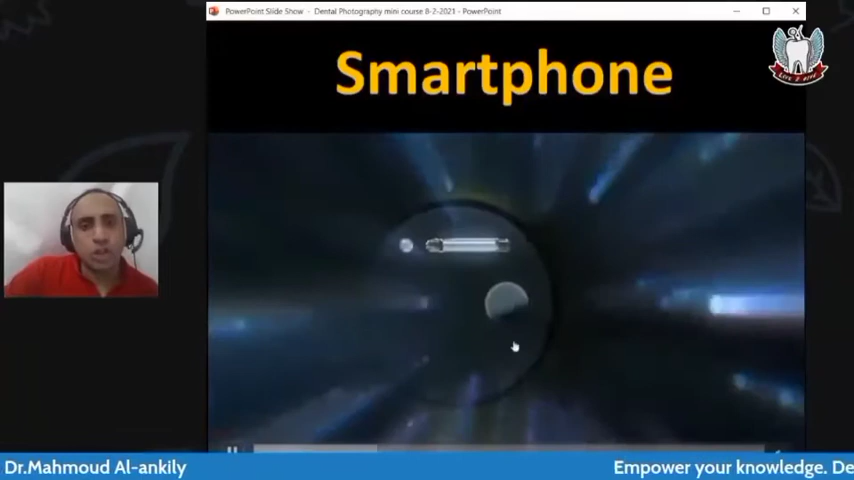 PowerPoint Slide Show - Dental Photography mini course 8-2-2021 - PowerPoint
Smartphone
Dr.Mahmoud Al-ankily
Empower your knowledge. De